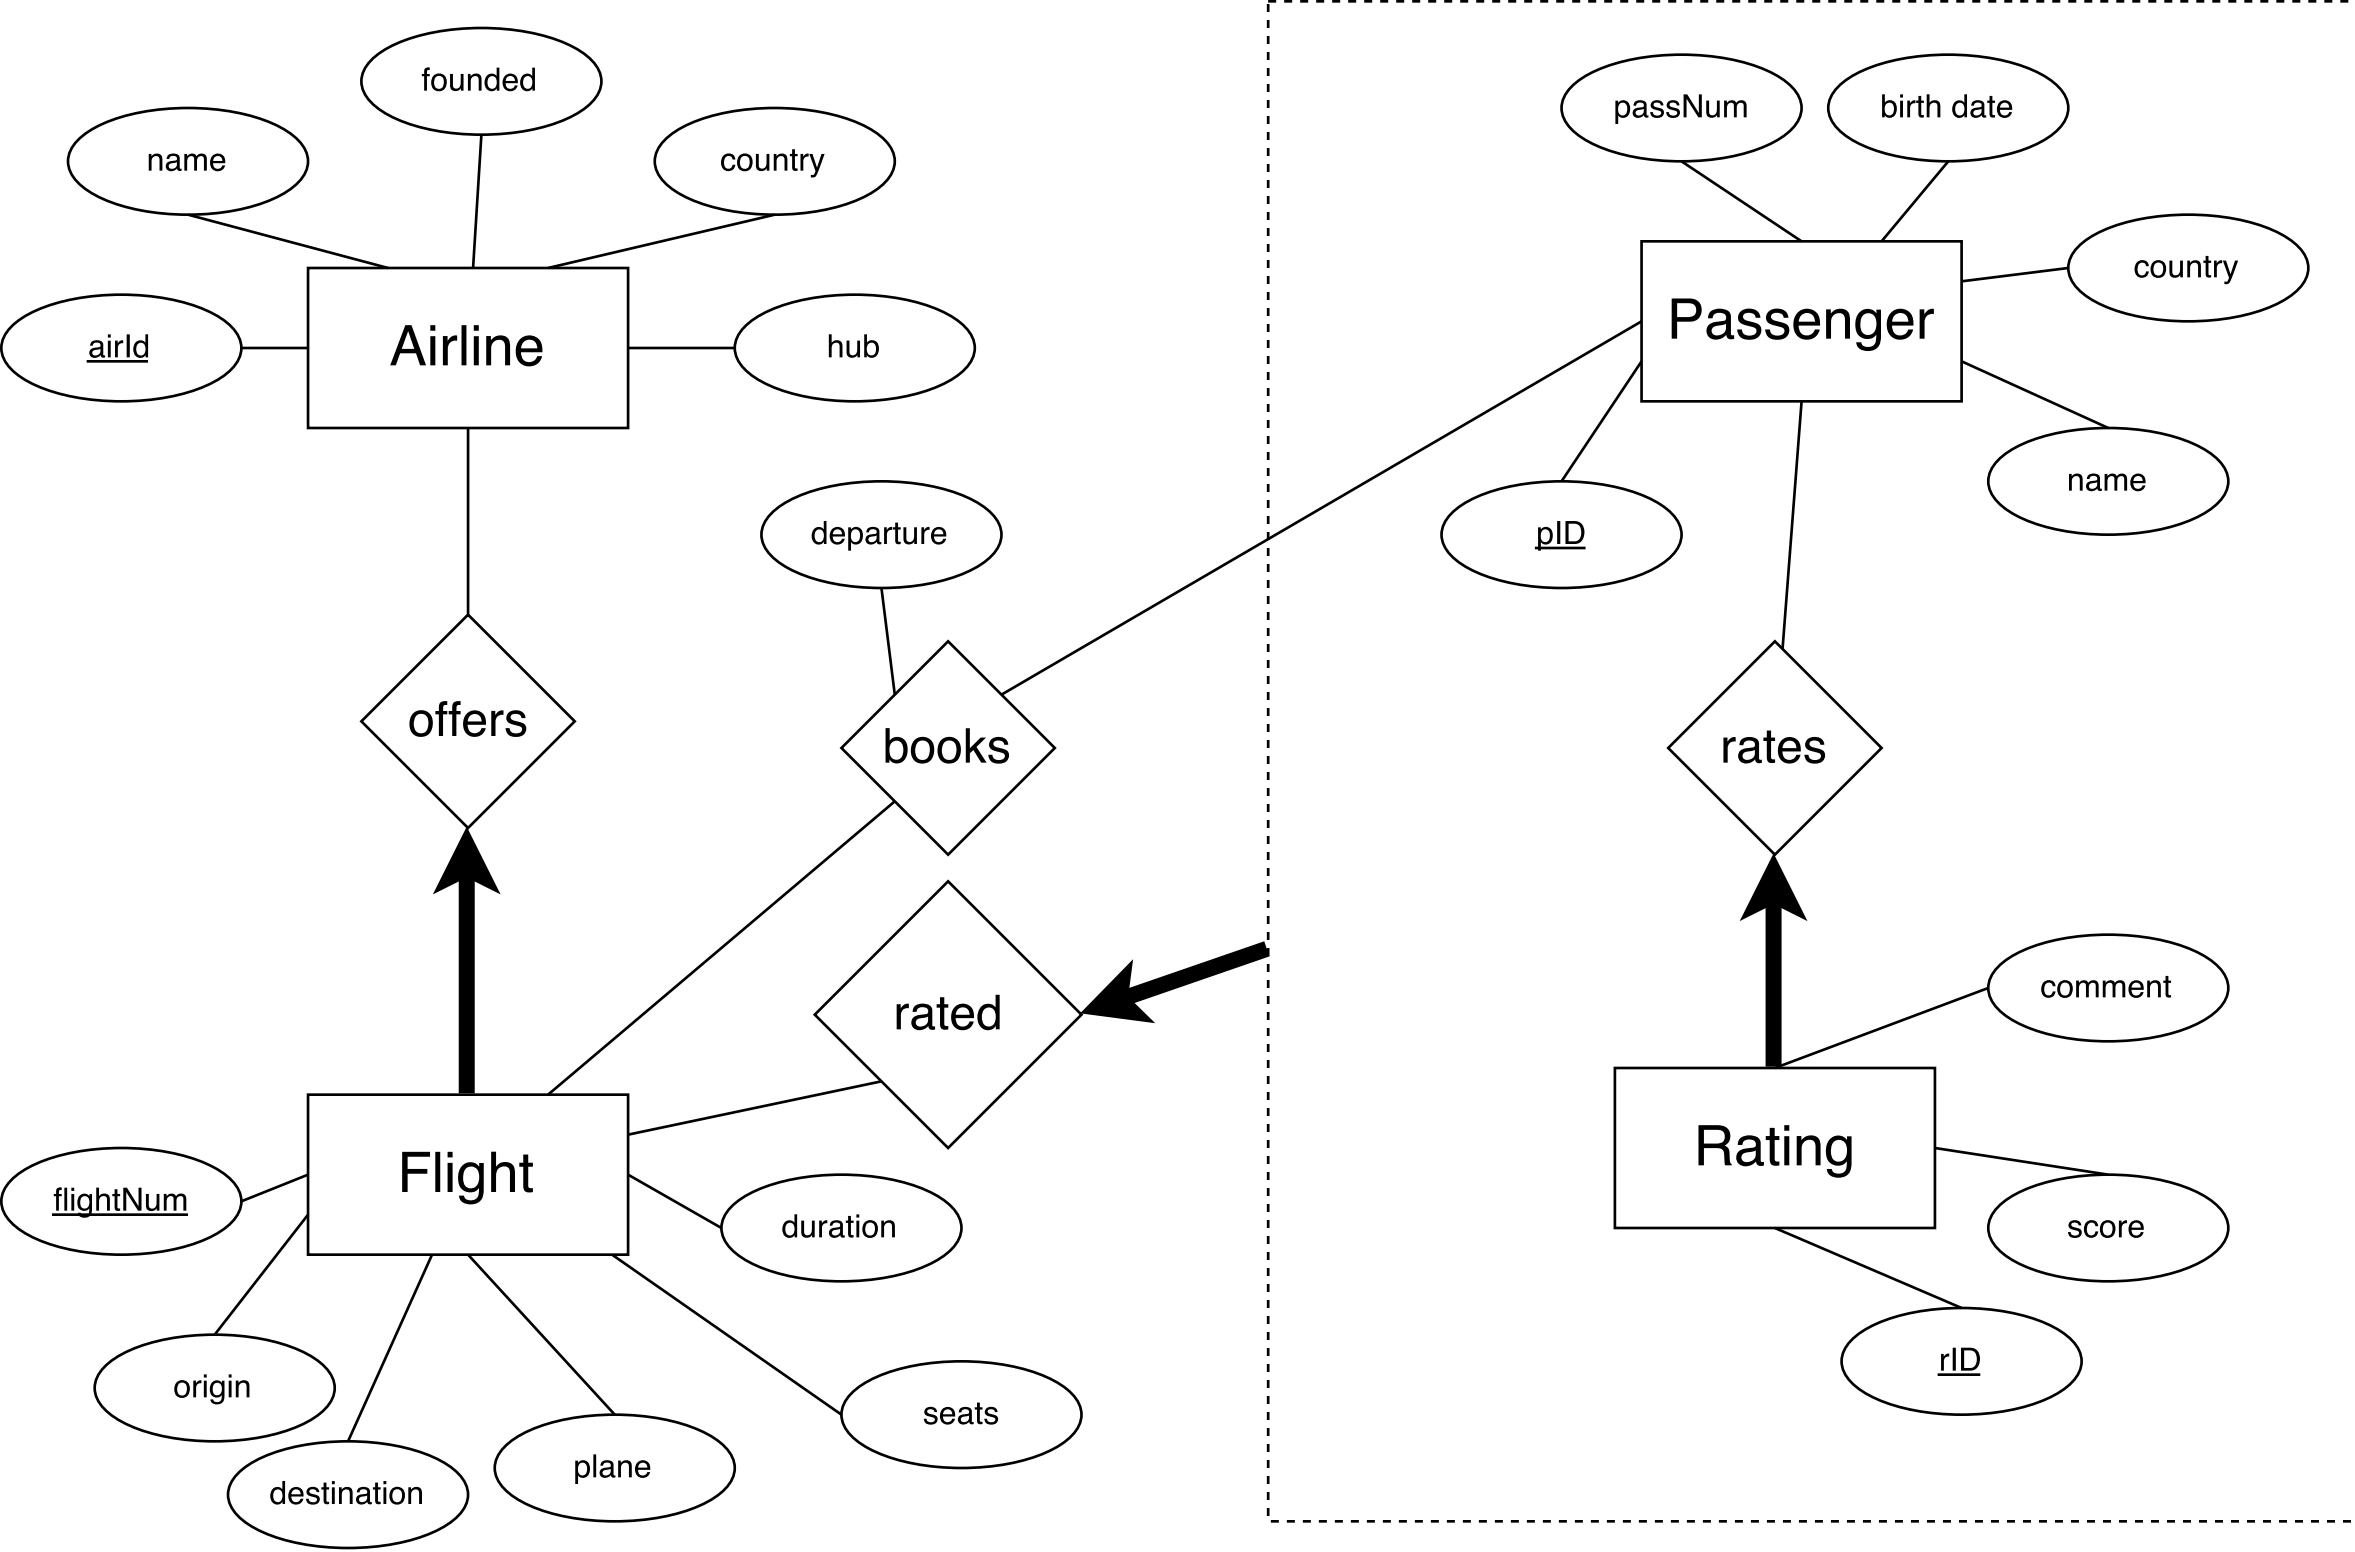 founded
passNum
birth date
name
country
country
Passenger
airId
Airline
hub
name
departure
pID
offers
books
rates
comment
rated
Rating
Flight
flightNum
duration
score
rID
origin
seats
plane
destination